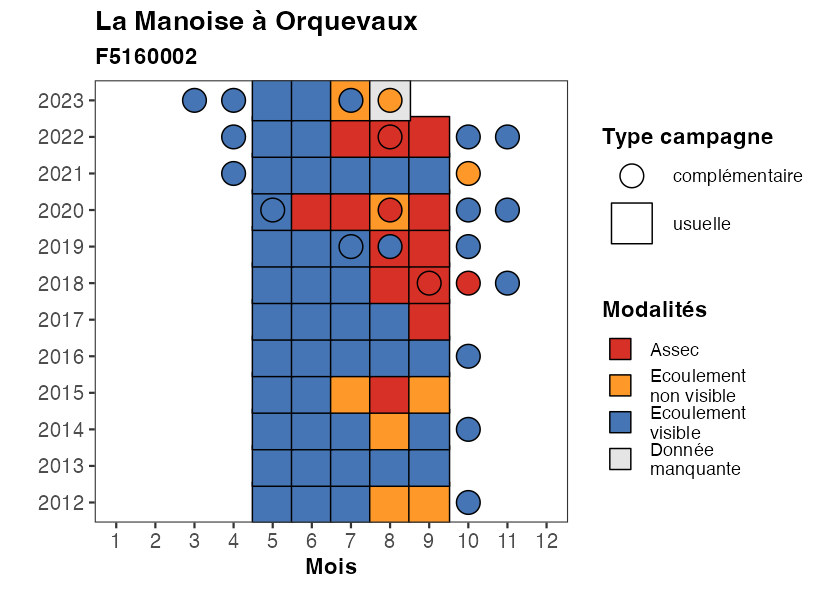 La Manoise à Orquevaux
F5160002
2023
2022
2021
2020
2019
2018
2017
2016
2015
2014
2013
2012
1 2 3 4 5 6 7 8 9 10 11 12
Mois
Type campagne
complémentaire
usuelle
Modalités
Assec
Ecoulement
non visible
Ecoulement
visible
Donnée
manquante